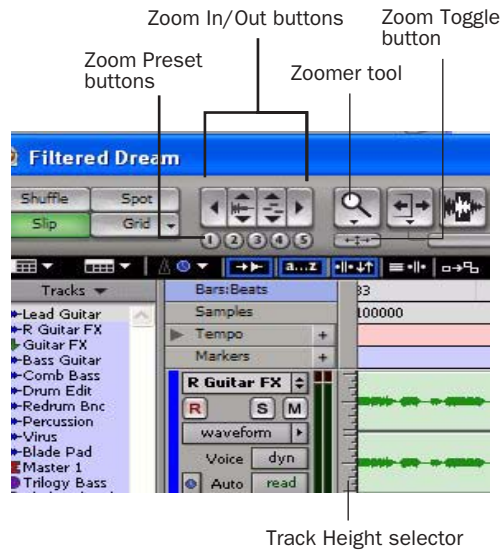 Zoom In/Out buttons
Zoom Toggle
button
Zoom Preset
buttons
Zoomer tool
Filtered Dream
Shuffle
Spot
Slip
Grid
1 2 3 4 5
a...z
Tracks
Lead Guitar
R Guitar FX
Guitar FX
Bass Guitar
Comb Bass
Drum Edit
Redrum Bnc
Percussion
Virus
Blade Pad
Master 1
Trilogy Bass
Bars:Beats
33
Samples
100000
Tempo
+
Markers
+
R Guitar FX
R S M
waveform
Voice dyn
Auto read
Track Height selector